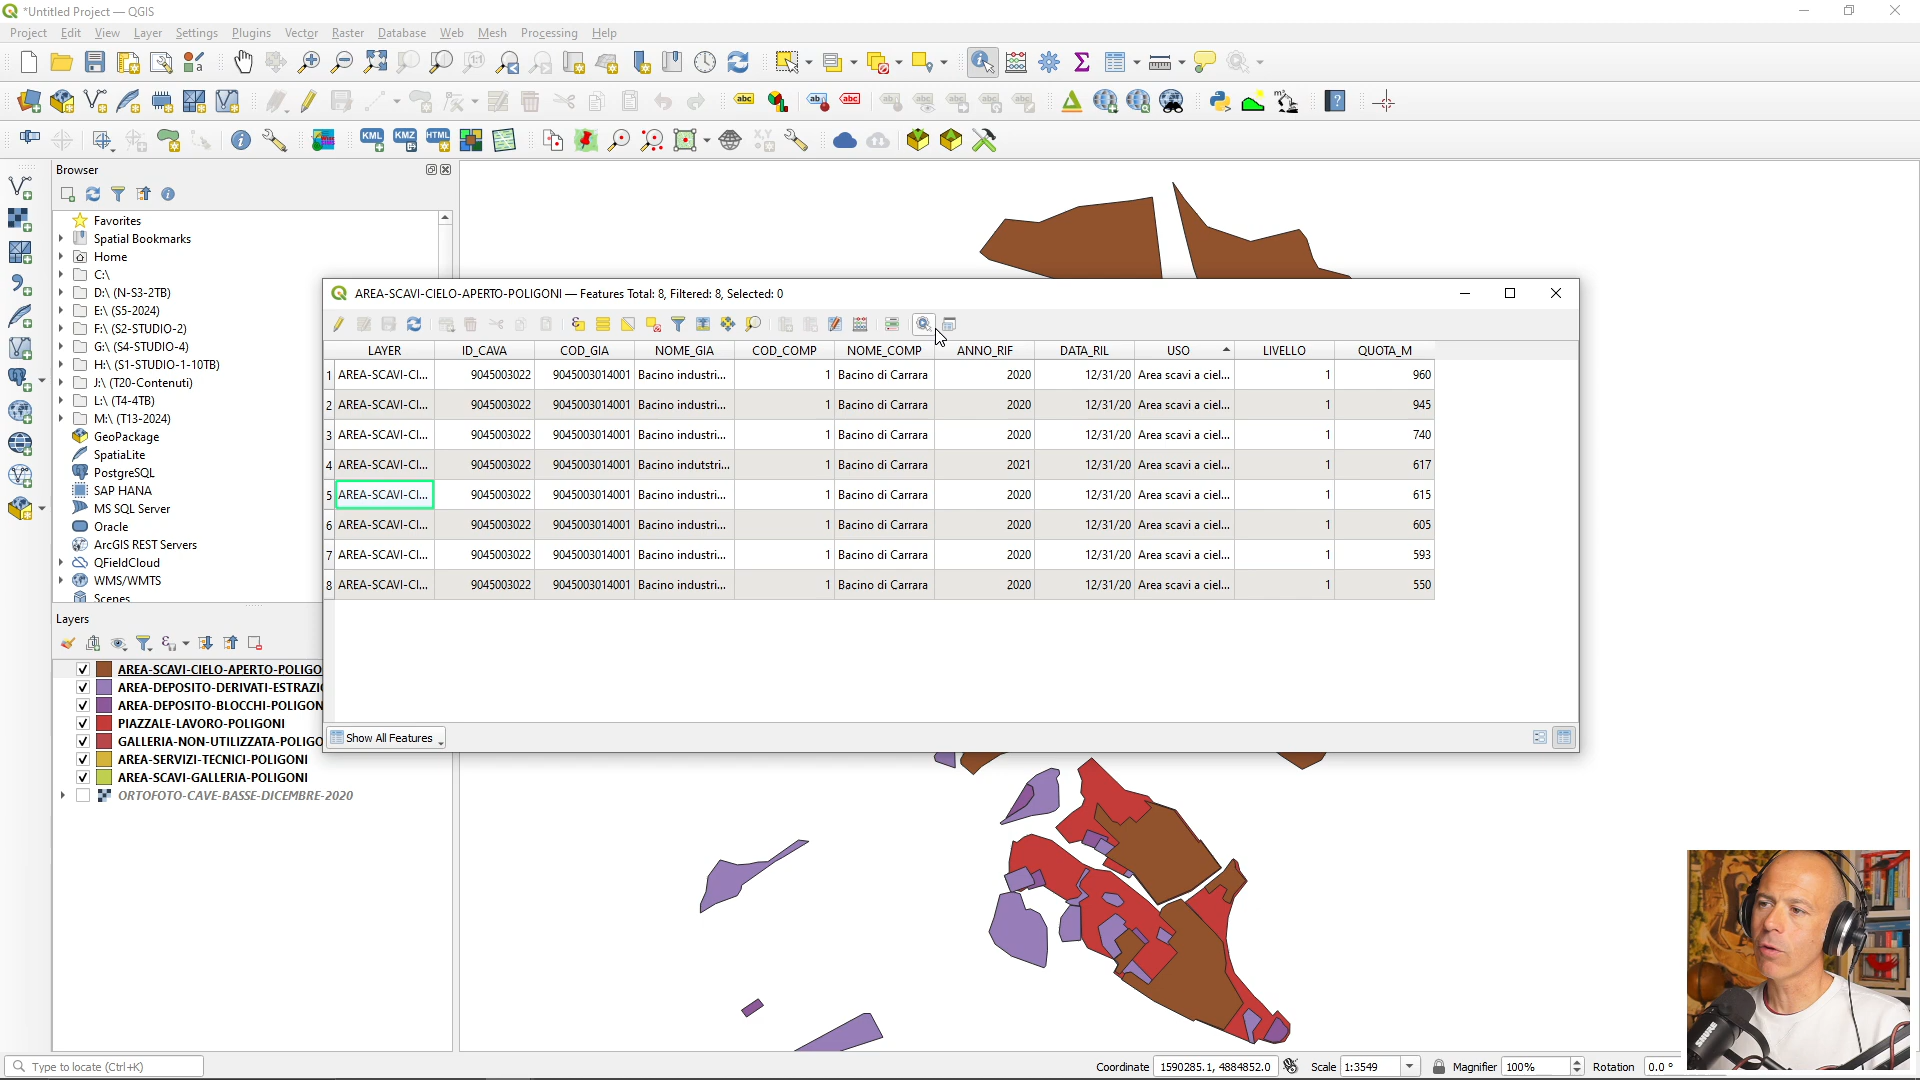 *Untitled Project — QGIS
Project Edit View Layer Settings Plugins Vector Raster Database Web Mesh Processing Help
Browser
Favorites
Spatial Bookmarks
Home
C:\
D:\ (N-S3-2TB)
E:\ (S5-2024)
F:\ (S2-STUDIO-2)
G:\ (S4-STUDIO-4)
H:\ (S1-STUDIO-1-10TB)
J:\ (T20-Contenuti)
L:\ (T4-4TB)
M:\ (T13-2024)
GeoPackage
SpatiaLite
PostgreSQL
SAP HANA
MS SQL Server
Oracle
ArcGIS REST Servers
QFieldCloud
WMS/WMTS
Scenes
Layers
AREA-SCAVI-CIELO-APERTO-POLIGO
AREA-DEPOSITO-DERIVATI-ESTRAZI
AREA-DEPOSITO-BLOCCHI-POLIGON
PIAZZALE-LAVORO-POLIGONI
GALLERIA-NON-UTILIZZATA-POLIGO
AREA-SERVIZI-TECNICI-POLIGONI
AREA-SCAVI-GALLERIA-POLIGONI
ORTOFOTO-CAVE-BASSE-DICEMBRE-2020
AREA-SCAVI-CIELO-APERTO-POLIGONI — Features Total: 8, Filtered: 8, Selected: 0
LAYER ID_CAVA COD_GIA NOME_GIA COD_COMP NOME_COMP ANNO_RIF DATA_RIL USO LIVELLO QUOTA_M
1 AREA-SCAVI-CI... 9045003022 9045003014001 Bacino industri... 1 Bacino di Carrara 2020 12/31/20 Area scavi a ciel... 1 960
2 AREA-SCAVI-CI... 9045003022 9045003014001 Bacino industri... 1 Bacino di Carrara 2020 12/31/20 Area scavi a ciel... 1 945
3 AREA-SCAVI-CI... 9045003022 9045003014001 Bacino industri... 1 Bacino di Carrara 2020 12/31/20 Area scavi a ciel... 1 740
4 AREA-SCAVI-CI... 9045003022 9045003014001 Bacino indutstri... 1 Bacino di Carrara 2021 12/31/20 Area scavi a ciel... 1 617
5 AREA-SCAVI-CI... 9045003022 9045003014001 Bacino industri... 1 Bacino di Carrara 2020 12/31/20 Area scavi a ciel... 1 615
6 AREA-SCAVI-CI... 9045003022 9045003014001 Bacino industri... 1 Bacino di Carrara 2020 12/31/20 Area scavi a ciel... 1 605
7 AREA-SCAVI-CI... 9045003022 9045003014001 Bacino industri... 1 Bacino di Carrara 2020 12/31/20 Area scavi a ciel... 1 593
8 AREA-SCAVI-CI... 9045003022 9045003014001 Bacino industri... 1 Bacino di Carrara 2020 12/31/20 Area scavi a ciel... 1 550
Show All Features
Type to locate (Ctrl+K)
Coordinate 1590285.1, 4884852.0 Scale 1:3549 Magnifier 100% Rotation 0.0 °